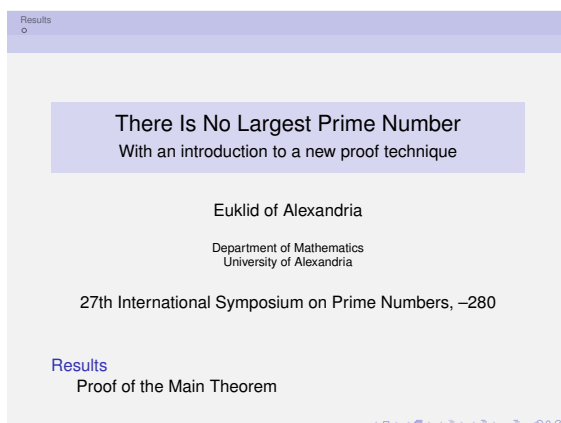 Results
There Is No Largest Prime Number
With an introduction to a new proof technique
Euklid of Alexandria
Department of Mathematics
University of Alexandria
27th International Symposium on Prime Numbers, –280
Results
Proof of the Main Theorem